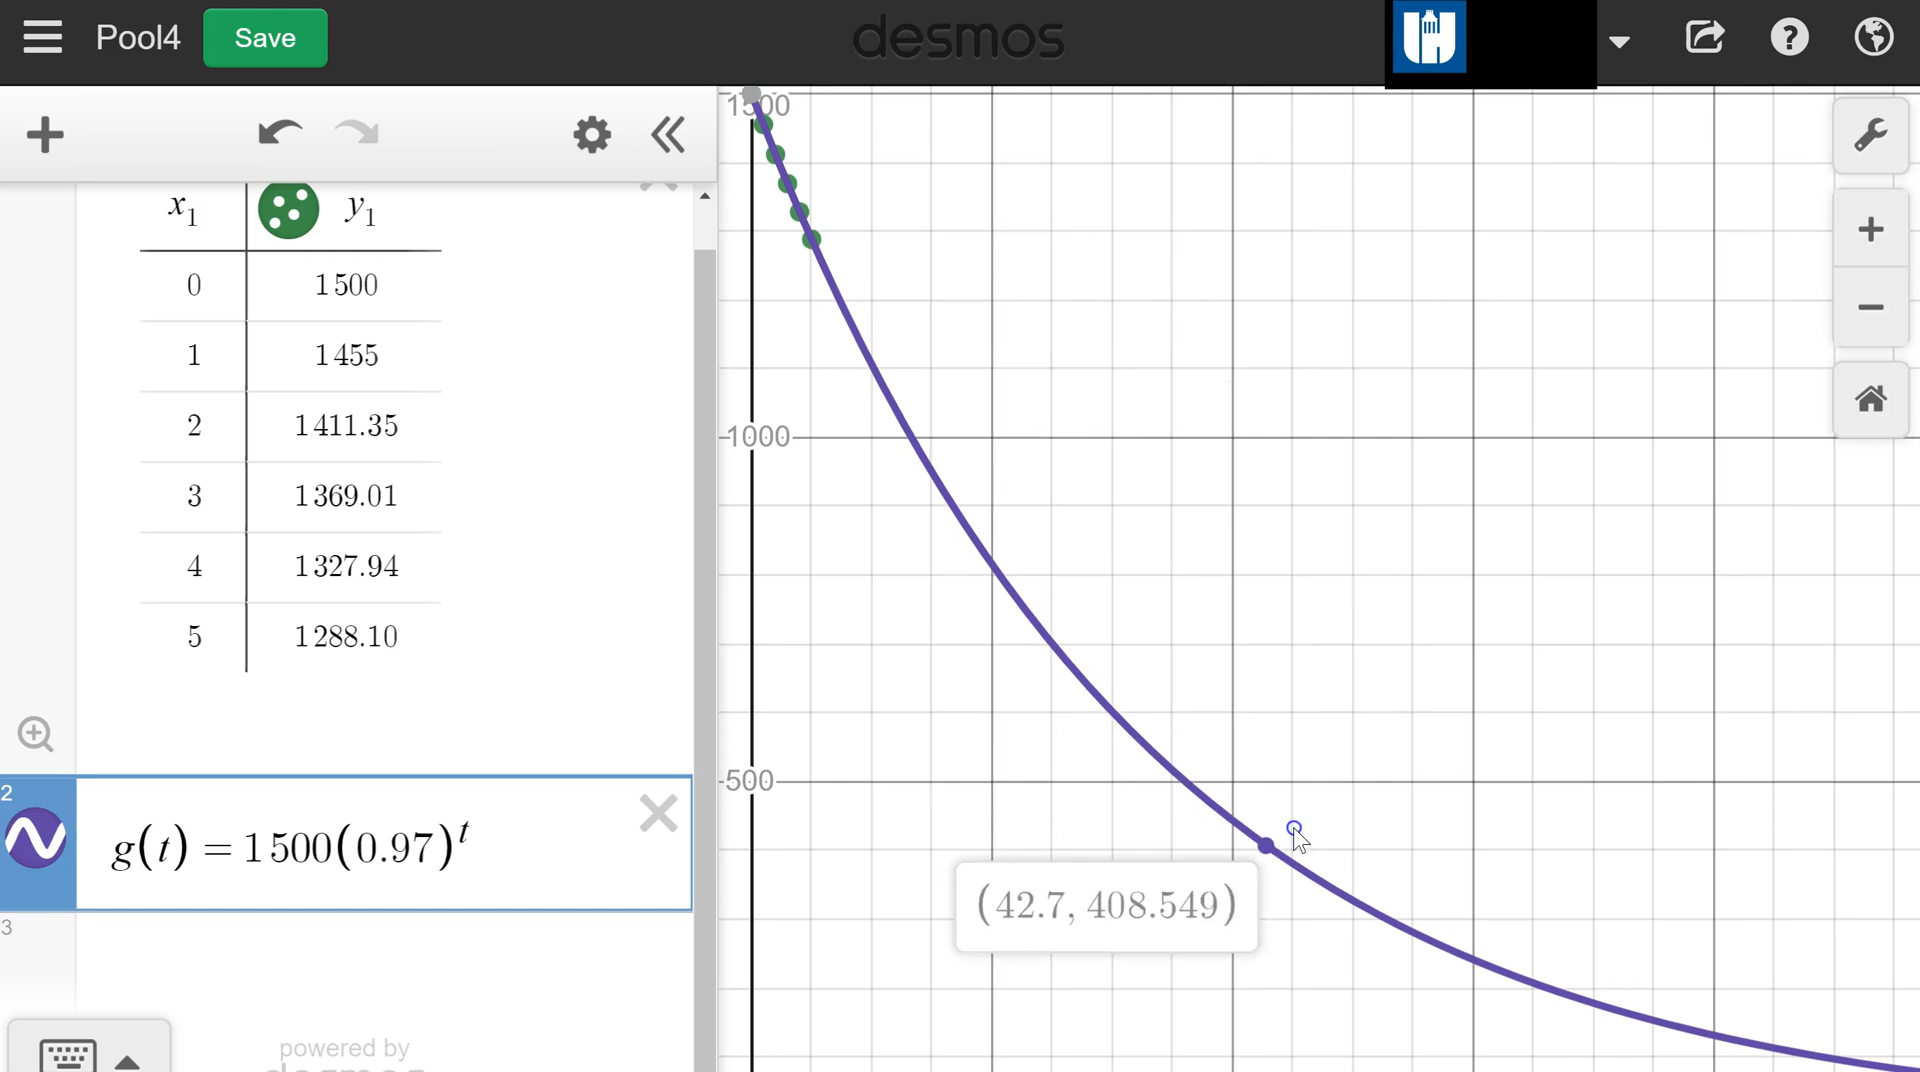 Pool4 Save desmos
x1 y1
0 1500
1 1455
2 1411.35
3 1369.01
4 1327.94
5 1288.10
2
g(t) = 1500(0.97)^t
3
powered by
desmos
1500
1000
500
(42.7, 408.549)